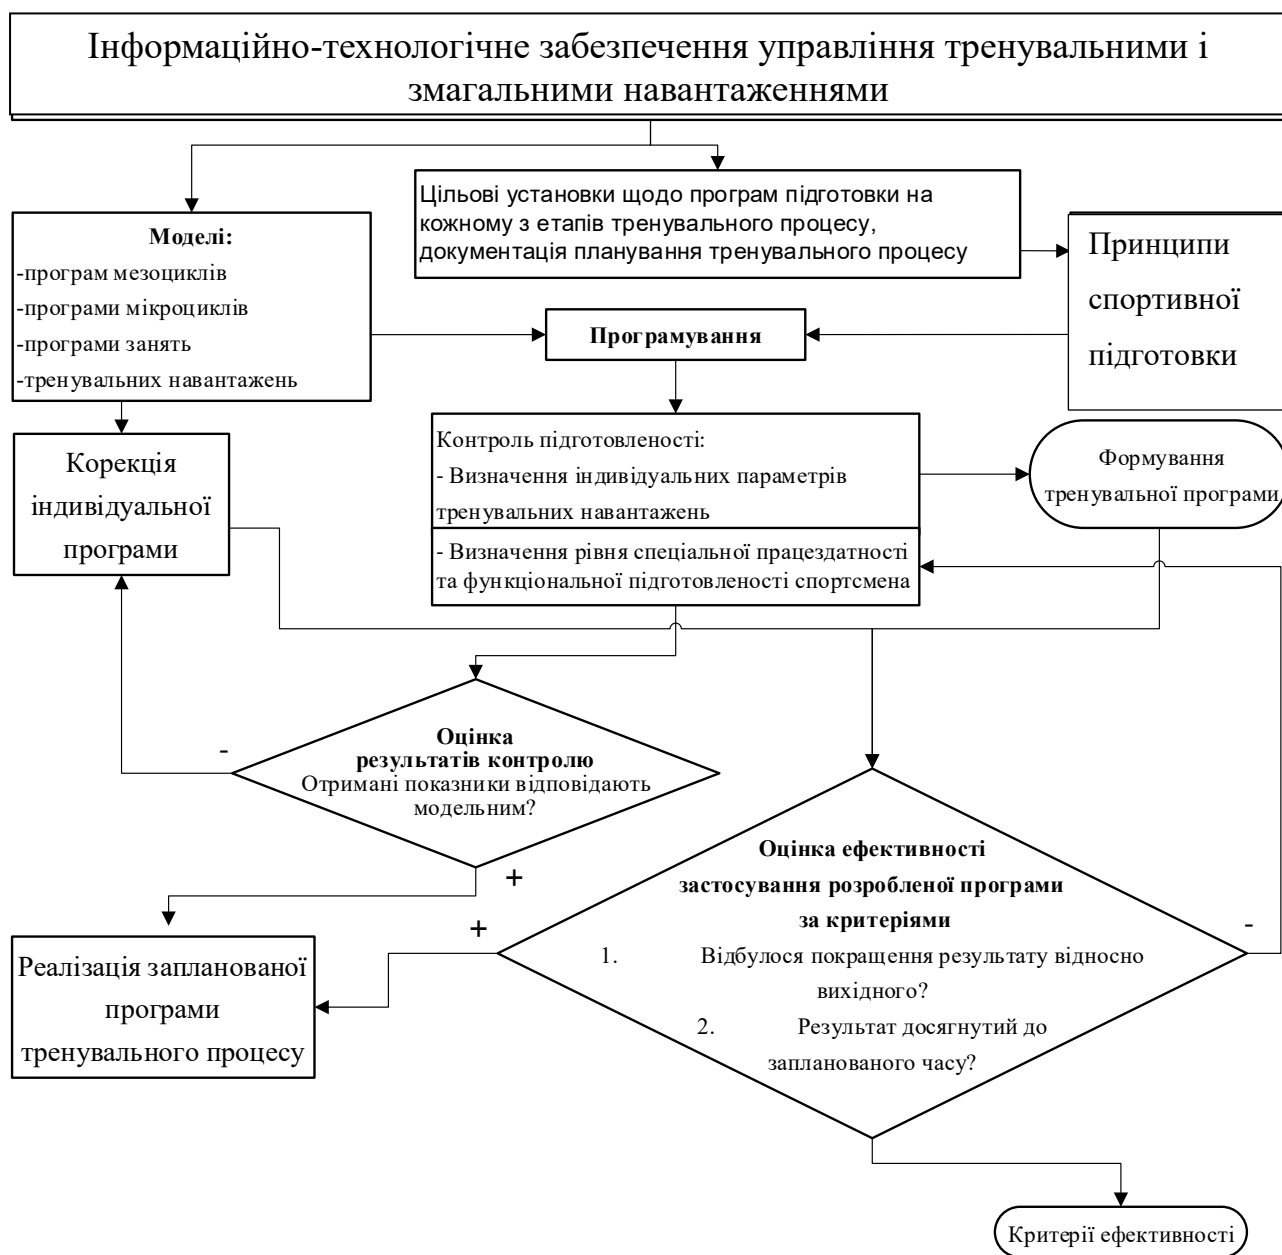 Інформаційно-технологічне забезпечення управління тренувальними і
змагальними навантаженнями
Цільові установки щодо програм підготовки на
кожному з етапів тренувального процесу,
документація планування тренувального процесу
Моделі:
-програм мезоциклів
-програми мікроциклів
-програми занять
-тренувальних навантажень
Принципи
спортивної
підготовки
Програмування
Корекція
індивідуальної
програми
Контроль підготовленості:
- Визначення індивідуальних параметрів
тренувальних навантажень
- Визначення рівня спеціальної працездатності
та функціональної підготовленості спортсмена
Формування
тренувальної програми
Оцінка
результатів контролю
Отримані показники відповідають
модельним?
-
+
Оцінка ефективності
застосування розробленої програми
за критеріями
1. Відбулося покращення результату відносно
вихідного?
2. Результат досягнутий до
запланованого часу?
+
-
Реалізація запланованої
програми
тренувального процесу
Критерії ефективності